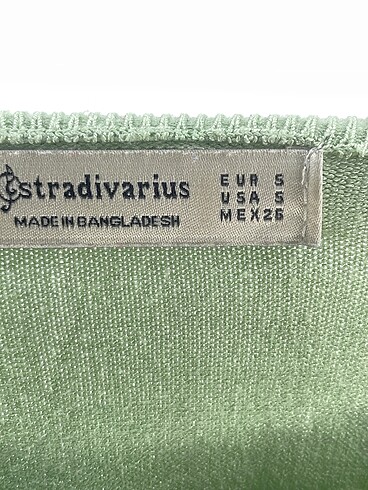 stradivarius
MADE IN BANGLADESH
EUR S
USA S
MEX 26